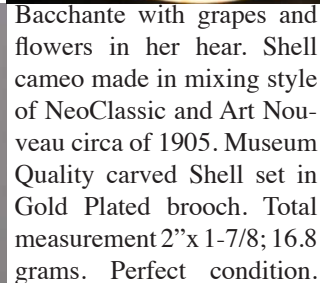 Bacchante with grapes and
flowers in her hear. Shell
cameo made in mixing style
of NeoClassic and Art Nou-
veau circa of 1905. Museum
Quality carved Shell set in
Gold Plated brooch. Total
measurement 2”x 1-7/8; 16.8
grams. Perfect condition.